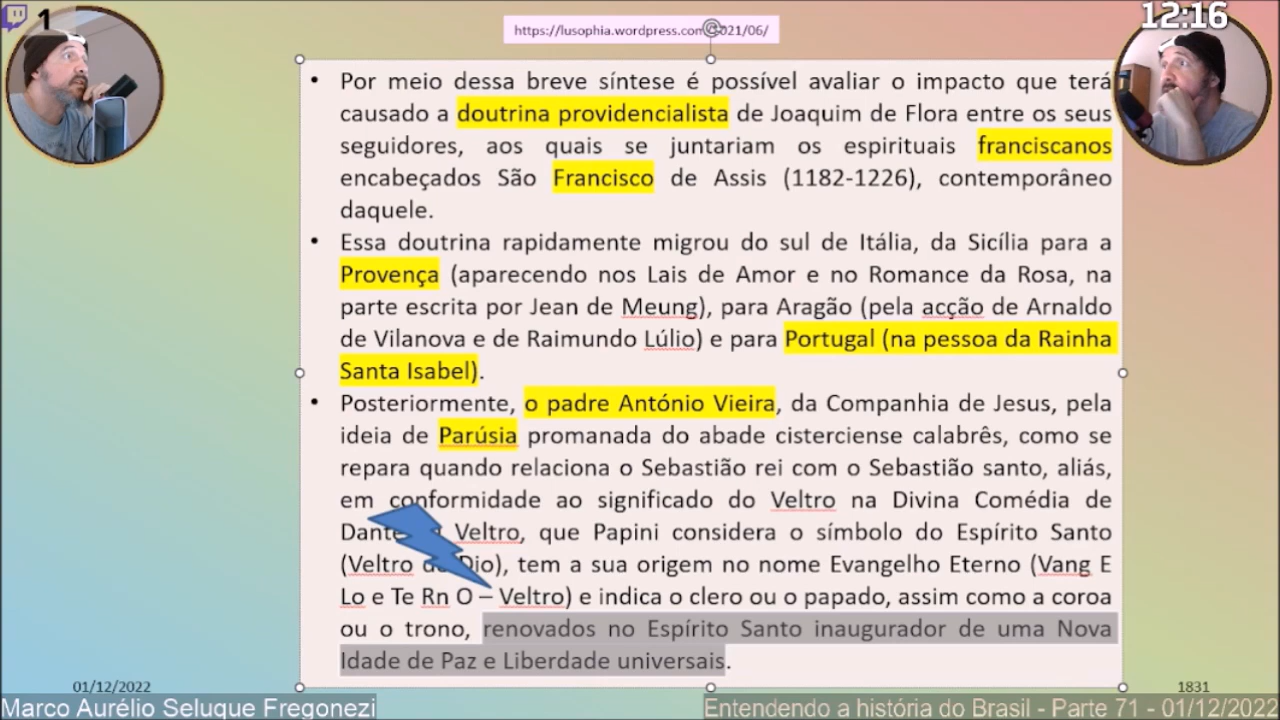 1
12:16
https://lusophia.wordpress.com/2021/06/
• Por meio dessa breve síntese é possível avaliar o impacto que terá
causado a doutrina providencialista de Joaquim de Flora entre os seus
seguidores, aos quais se juntariam os espirituais franciscanos
encabeçados São Francisco de Assis (1182-1226), contemporâneo
daquele.
• Essa doutrina rapidamente migrou do sul de Itália, da Sicília para a
Provença (aparecendo nos Lais de Amor e no Romance da Rosa, na
parte escrita por Jean de Meung), para Aragão (pela acção de Arnaldo
de Vilanova e de Raimundo Lúlio) e para Portugal (na pessoa da Rainha
Santa Isabel).
• Posteriormente, o padre António Vieira, da Companhia de Jesus, pela
ideia de Parúsia promanada do abade cisterciense calabrês, como se
repara quando relaciona o Sebastião rei com o Sebastião santo, aliás,
em conformidade ao significado do Veltro na Divina Comédia de
Dante Veltro, que Papini considera o símbolo do Espírito Santo
(Veltro Dio), tem a sua origem no nome Evangelho Eterno (Vang E
Lo e Te Rn O – Veltro) e indica o clero ou o papado, assim como a coroa
ou o trono, renovados no Espírito Santo inaugurador de uma Nova
Idade de Paz e Liberdade universais.
01/12/2022
1831
Marco Aurélio Seluque Fregonezi
Entendendo a história do Brasil - Parte 71 - 01/12/2022